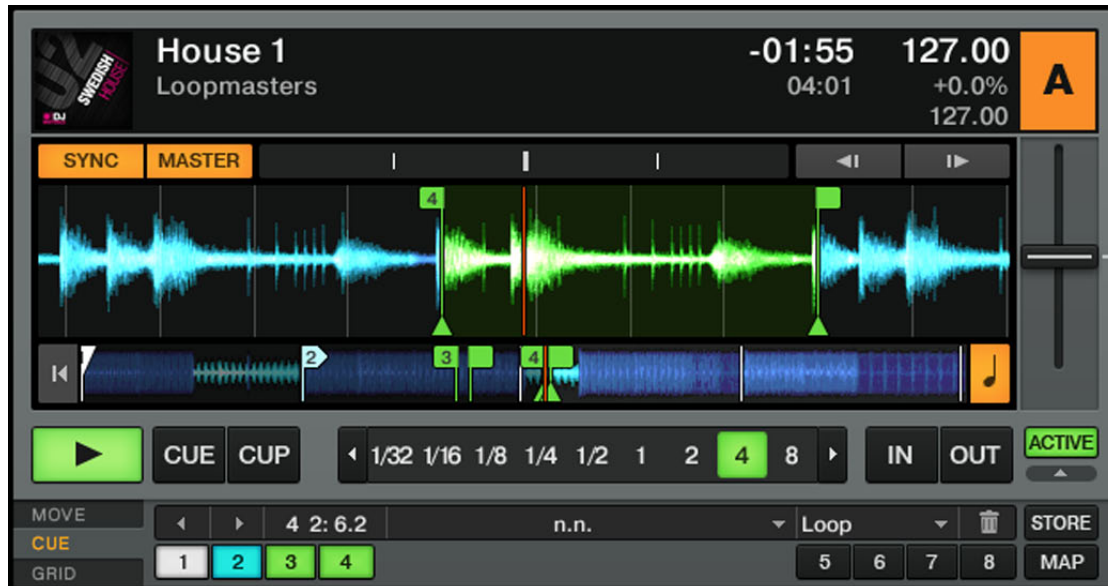 02
SWEDISH
HOUSE
DJ
House 1
-01:55
127.00
Loopmasters
04:01
+0.0%
127.00
A
SYNC
MASTER
4
2
3
4
CUE
CUP
1/32 1/16 1/8 1/4 1/2 1 2 4 8
IN
OUT
ACTIVE
MOVE
CUE
GRID
4 2: 6.2
n.n.
Loop
STORE
1
2
3
4
5
6
7
8
MAP